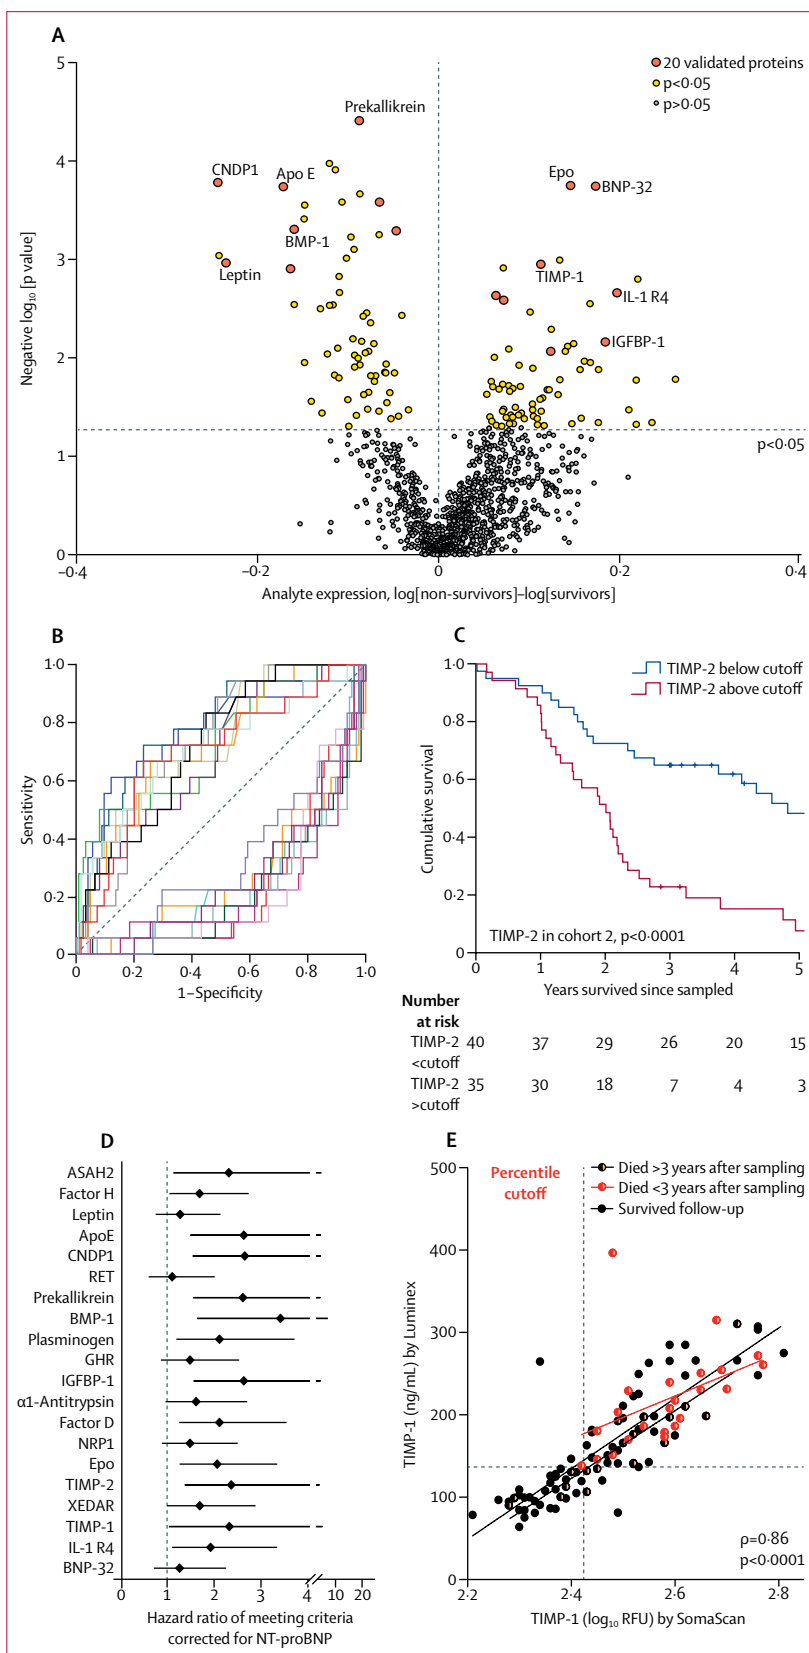 A
5
4
3
2
1
0
Negative log₁₀ [p value]
20 validated proteins
p<0·05
p>0·05
Prekallikrein
CNDP1
Apo E
Epo
BNP-32
BMP-1
Leptin
TIMP-1
IL-1 R4
IGFBP-1
p<0·05
–0·4
–0·2
0
0·2
0·4
Analyte expression, log[non-survivors]–log[survivors]
B
1·0
0·8
0·6
0·4
0·2
0
Sensitivity
0
0·2
0·4
0·6
0·8
1·0
1–Specificity
C
1·0
0·8
0·6
0·4
0·2
0
Cumulative survival
TIMP-2 below cutoff
TIMP-2 above cutoff
TIMP-2 in cohort 2, p<0·0001
0 1 2 3 4 5
Years survived since sampled
Number
at risk
TIMP-2 40 37 29 26 20 15
<cutoff
TIMP-2 35 30 18 7 4 3
>cutoff
D
ASAH2
Factor H
Leptin
ApoE
CNDP1
RET
Prekallikrein
BMP-1
Plasminogen
GHR
IGFBP-1
α1-Antitrypsin
Factor D
NRP1
Epo
TIMP-2
XEDAR
TIMP-1
IL-1 R4
BNP-32
0 1 2 3 4 10 20
Hazard ratio of meeting criteria
corrected for NT-proBNP
E
500
400
300
200
100
0
TIMP-1 (ng/mL) by Luminex
Percentile
cutoff
Died >3 years after sampling
Died <3 years after sampling
Survived follow-up
ρ=0·86
p<0·0001
2·2 2·4 2·6 2·8
TIMP-1 (log₁₀ RFU) by SomaScan